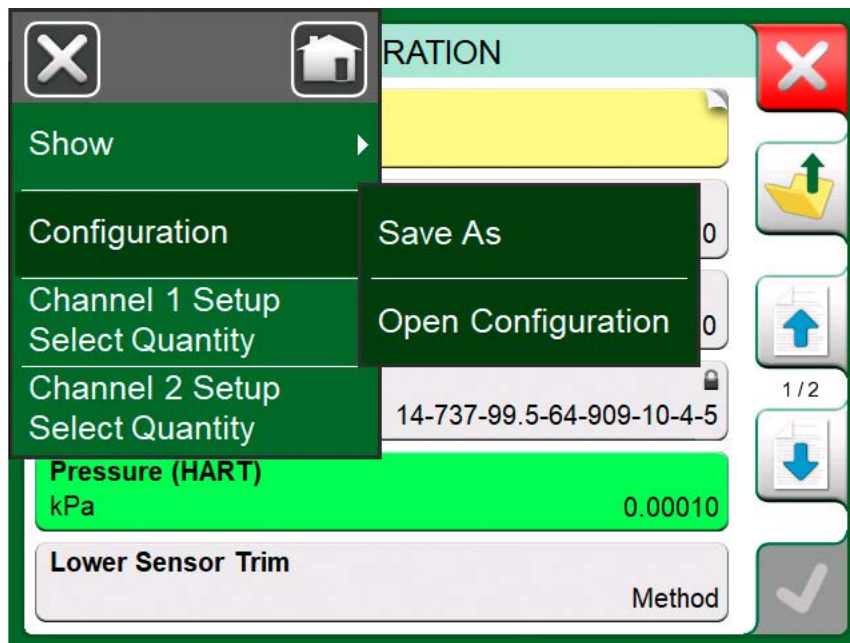 RATION
Show
Configuration
Save As
0
Channel 1 Setup
Select Quantity
Open Configuration
0
Channel 2 Setup
Select Quantity
14-737-99.5-64-909-10-4-5
1/2
Pressure (HART)
kPa
0.00010
Lower Sensor Trim
Method